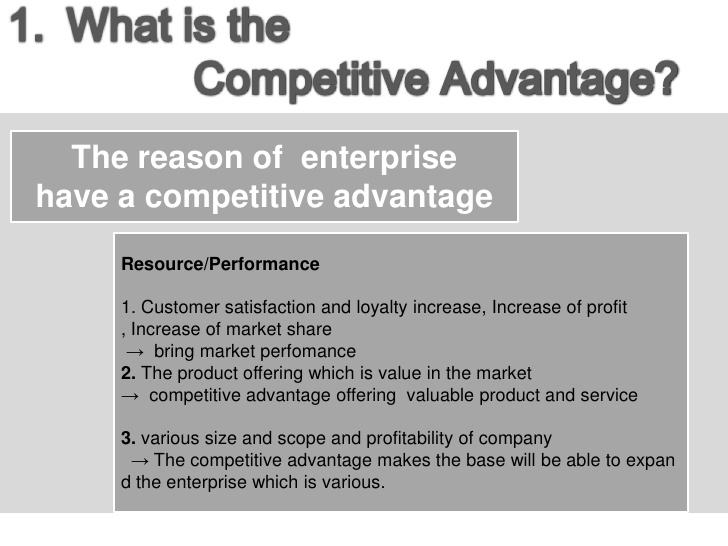 1. What is the
Competitive Advantage?
The reason of enterprise
have a competitive advantage
Resource/Performance
1. Customer satisfaction and loyalty increase, Increase of profit
, Increase of market share
→ bring market perfomance
2. The product offering which is value in the market
→ competitive advantage offering valuable product and service
3. various size and scope and profitability of company
→ The competitive advantage makes the base will be able to expan
d the enterprise which is various.